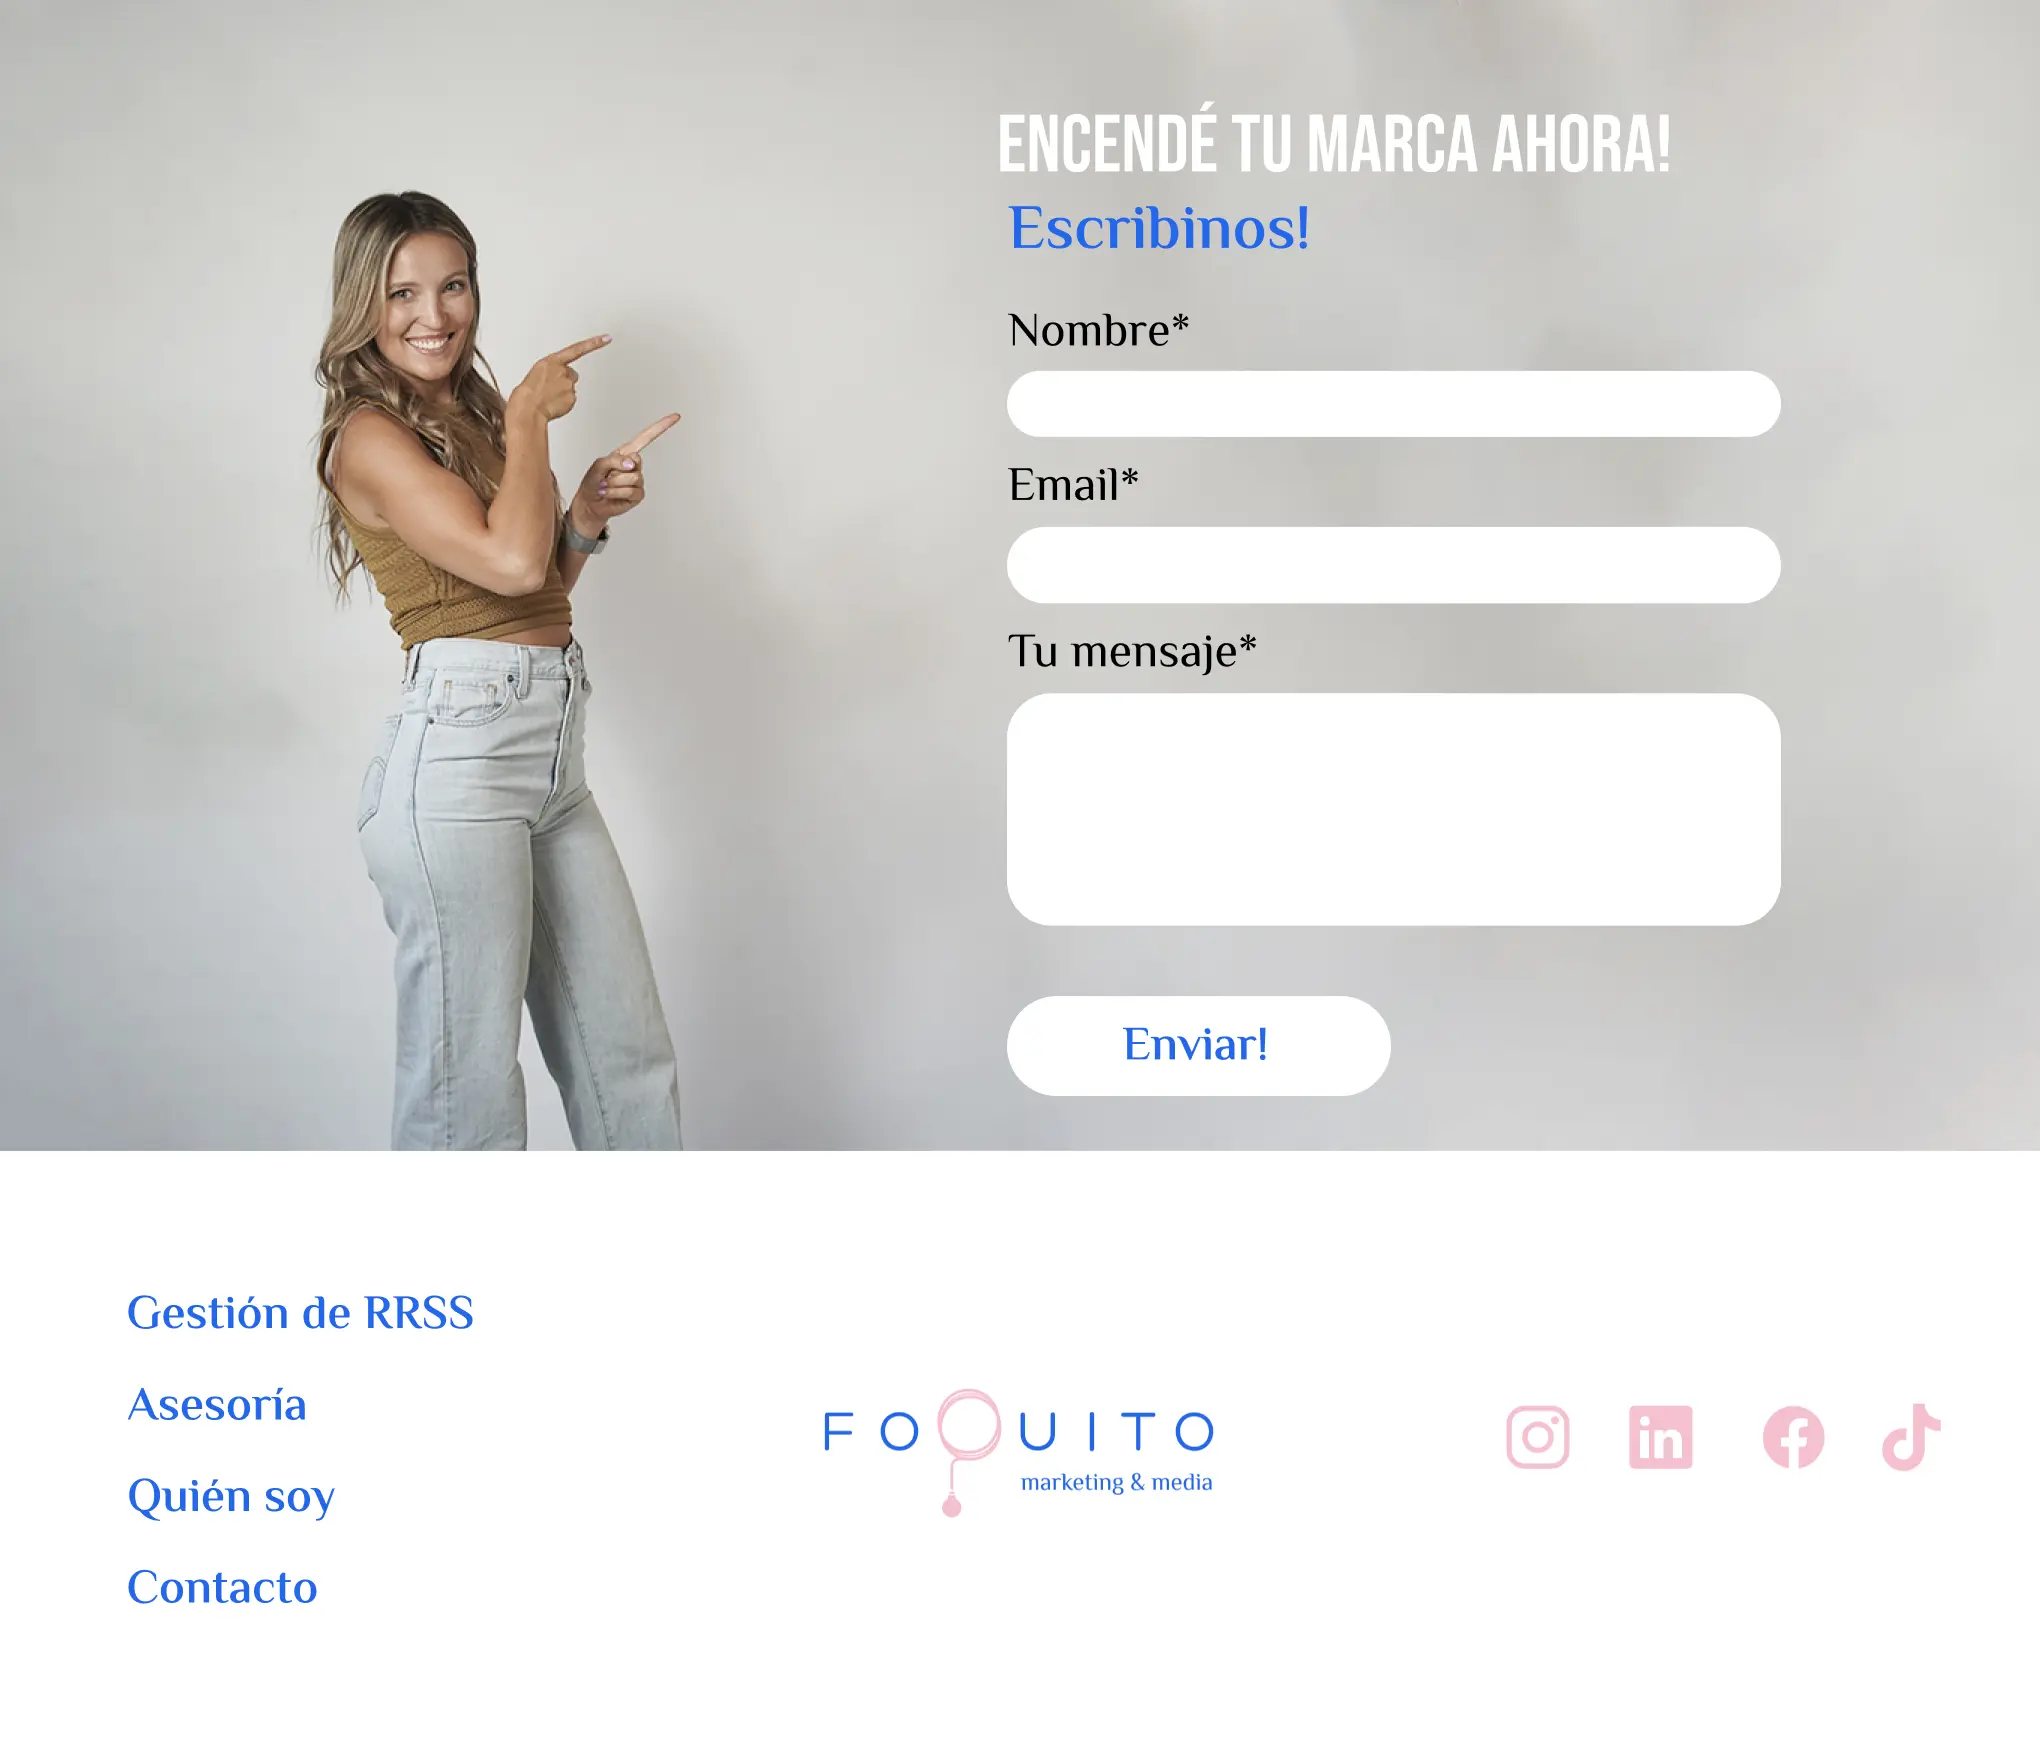 ENCENDÉ TU MARCA AHORA!
Escribinos!
Nombre*
Email*
Tu mensaje*
Enviar!
Gestión de RRSS
Asesoría
Quién soy
Contacto
FOQUITO
marketing & media
in